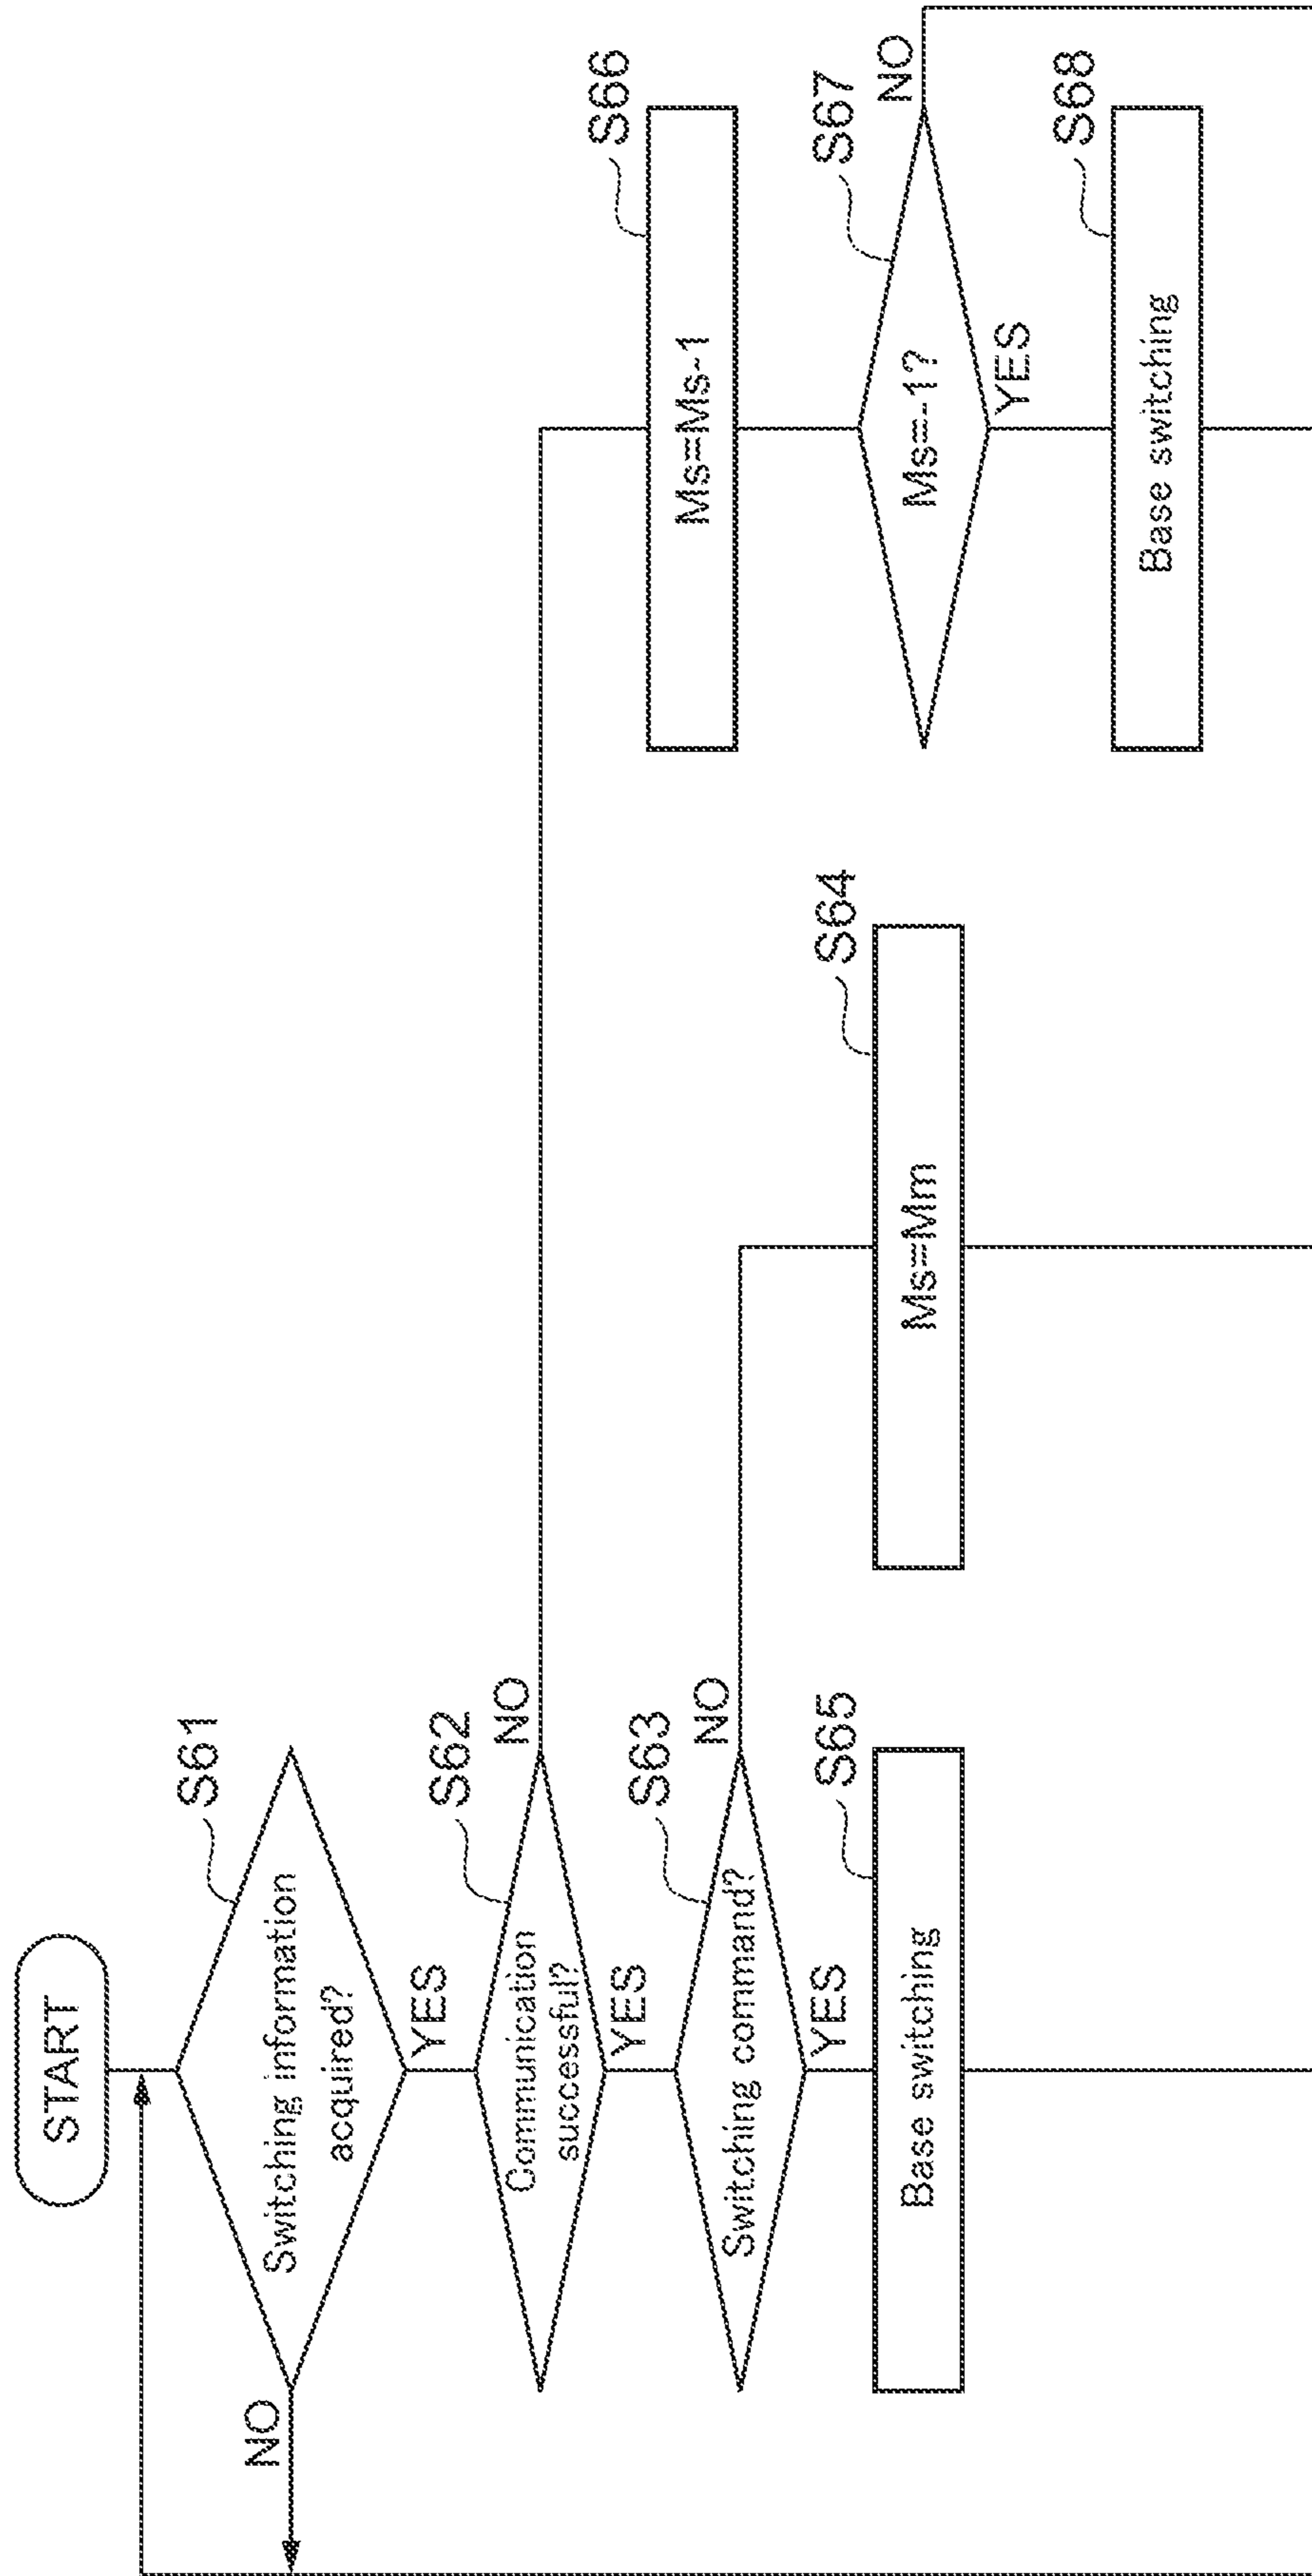 START
S61
Switching information
acquired?
NO
YES
S62
Communication
successful?
NO
YES
S63
Switching command?
NO
YES
S65
Base switching
S64
Ms=Mm
S66
Ms=Ms-1
S67
Ms=-1?
NO
YES
S68
Base switching